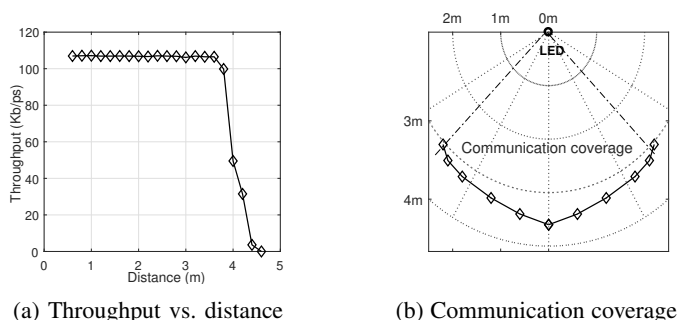 120
100
80
60
40
20
0
Throughput (Kb/ps)
0 1 2 3 4 5
Distance (m)
(a) Throughput vs. distance
2m 1m 0m
LED
3m
Communication coverage
4m
(b) Communication coverage